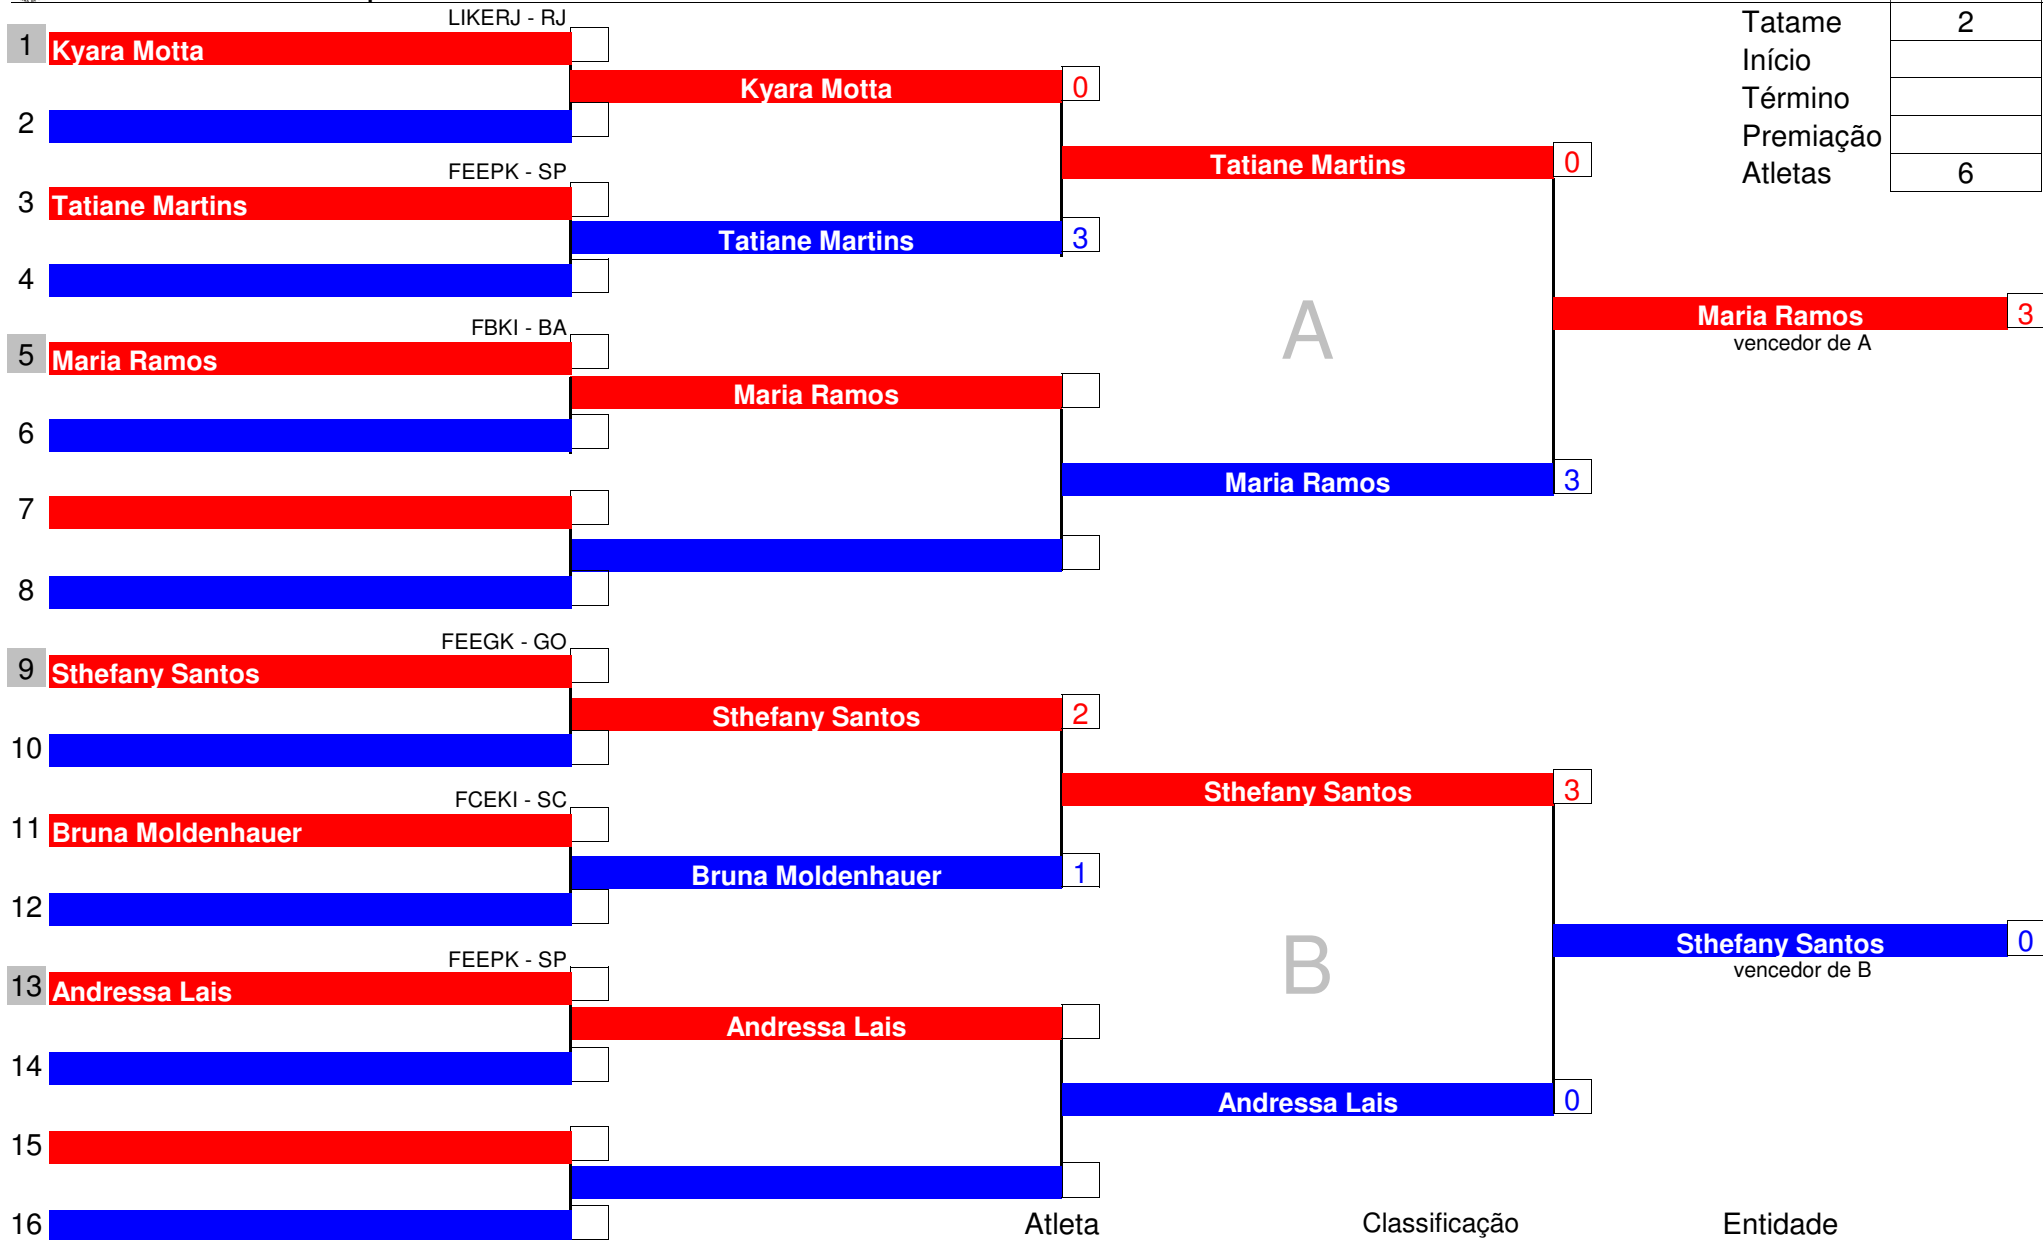 LIKERJ - RJ
1 Kyara Motta
Kyara Motta 0
2
Tatiane Martins 0
FEEPK - SP
3 Tatiane Martins
Tatiane Martins 3
4
A
Maria Ramos 3
vencedor de A
FBKI - BA
5 Maria Ramos
Maria Ramos
6
Maria Ramos 3
7
8
FEEGK - GO
9 Sthefany Santos
Sthefany Santos 2
10
Sthefany Santos 3
FCEKI - SC
11 Bruna Moldenhauer
Bruna Moldenhauer 1
12
B
Sthefany Santos 0
vencedor de B
FEEPK - SP
13 Andressa Lais
Andressa Lais
14
Andressa Lais 0
15
16
Tatame 2
Início
Término
Premiação
Atletas 6
Atleta Classificação Entidade